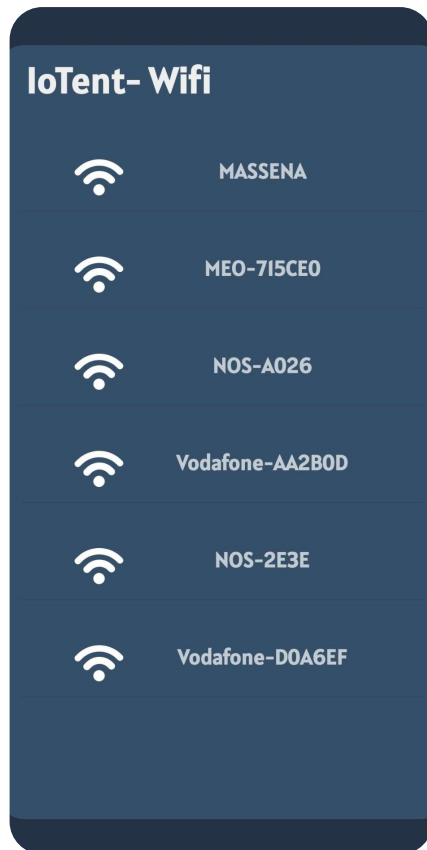 IoTent- Wifi
MASSENA
MEO-715CE0
NOS-A026
Vodafone-AA2B0D
NOS-2E3E
Vodafone-D0A6EF